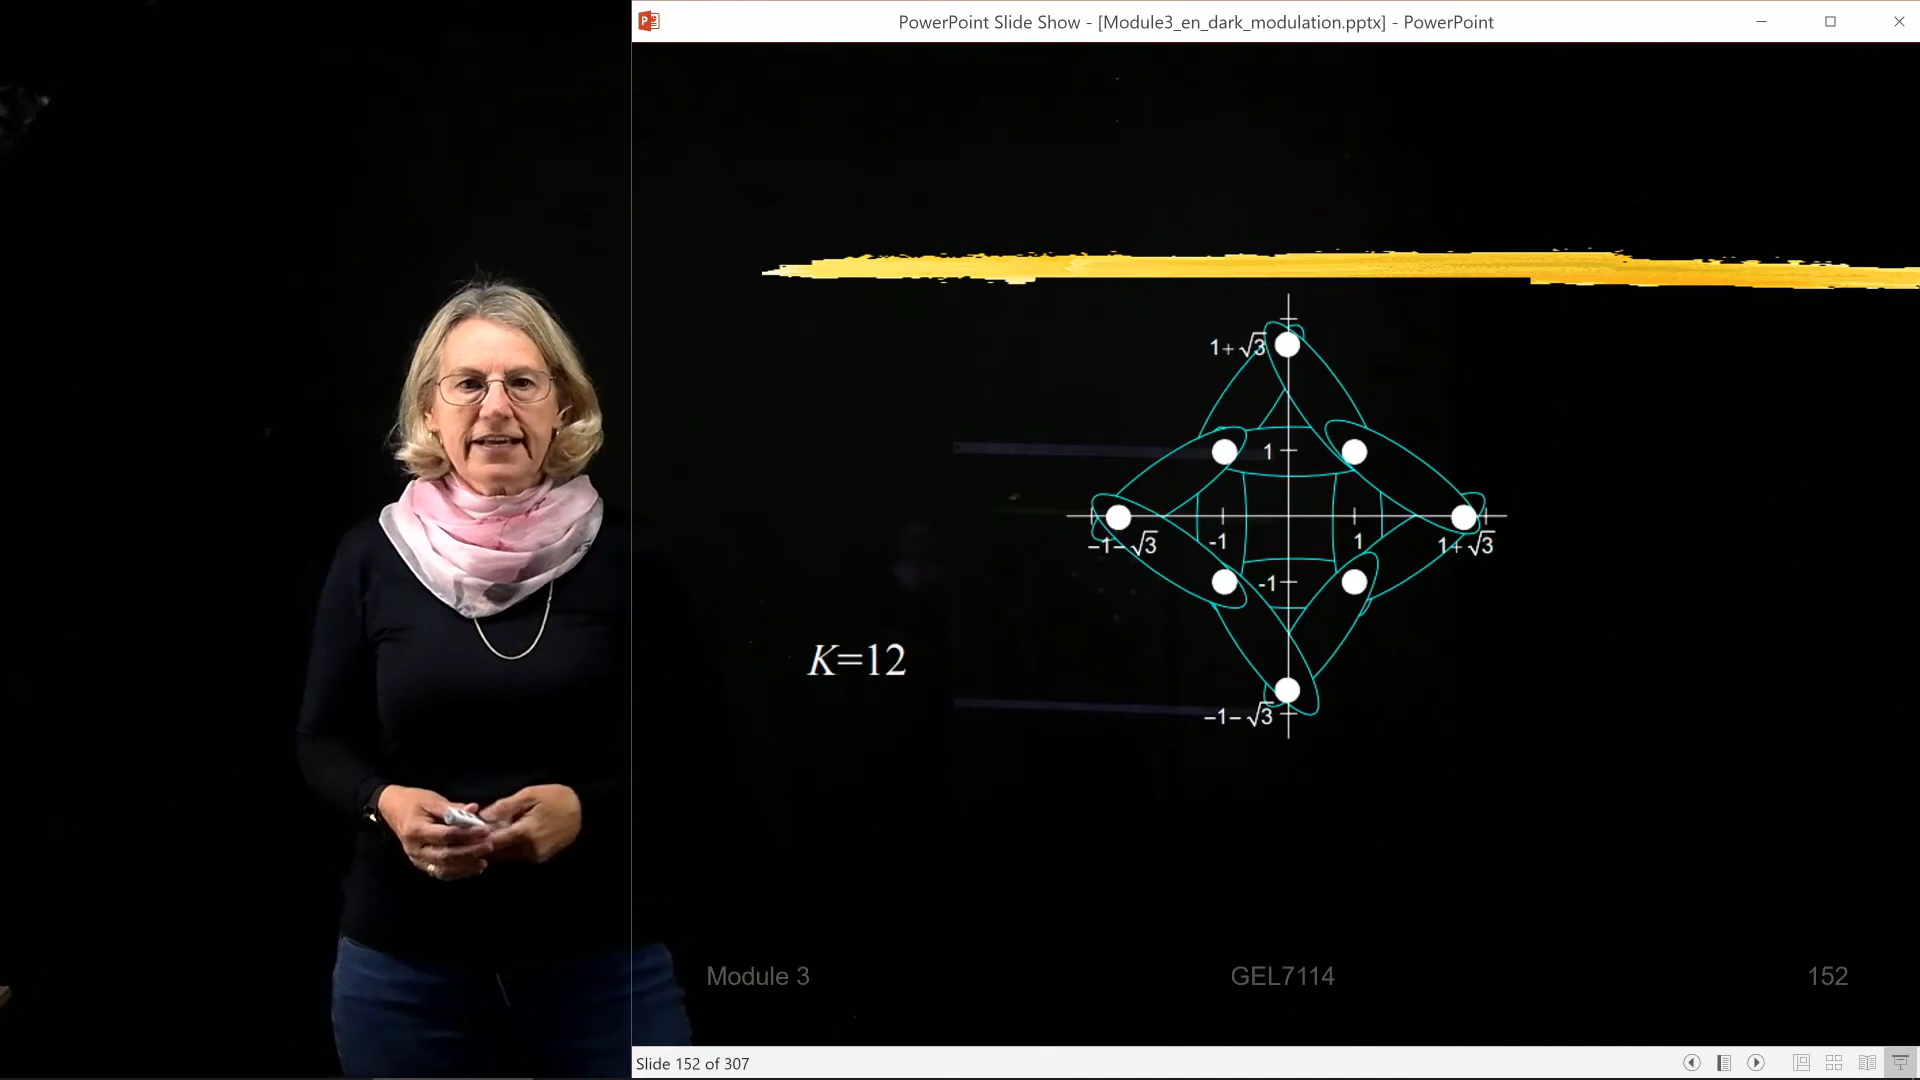 PowerPoint Slide Show - [Module3_en_dark_modulation.pptx] - PowerPoint
1+√3
1
−1−√3
-1
1
1+√3
-1
−1−√3
K=12
Module 3
GEL7114
152
Slide 152 of 307